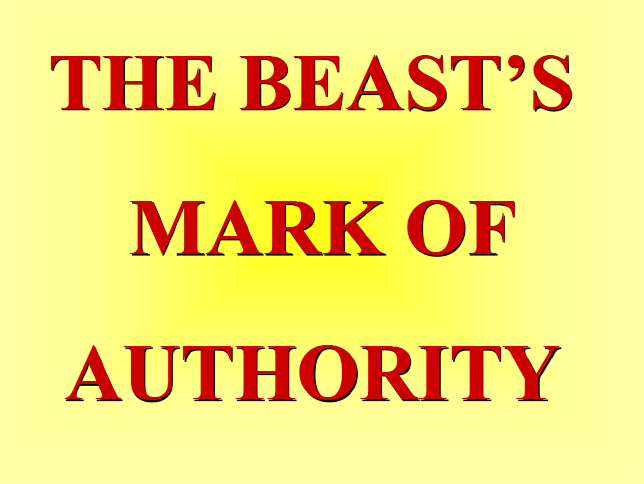 THE BEAST’S
MARK OF
AUTHORITY